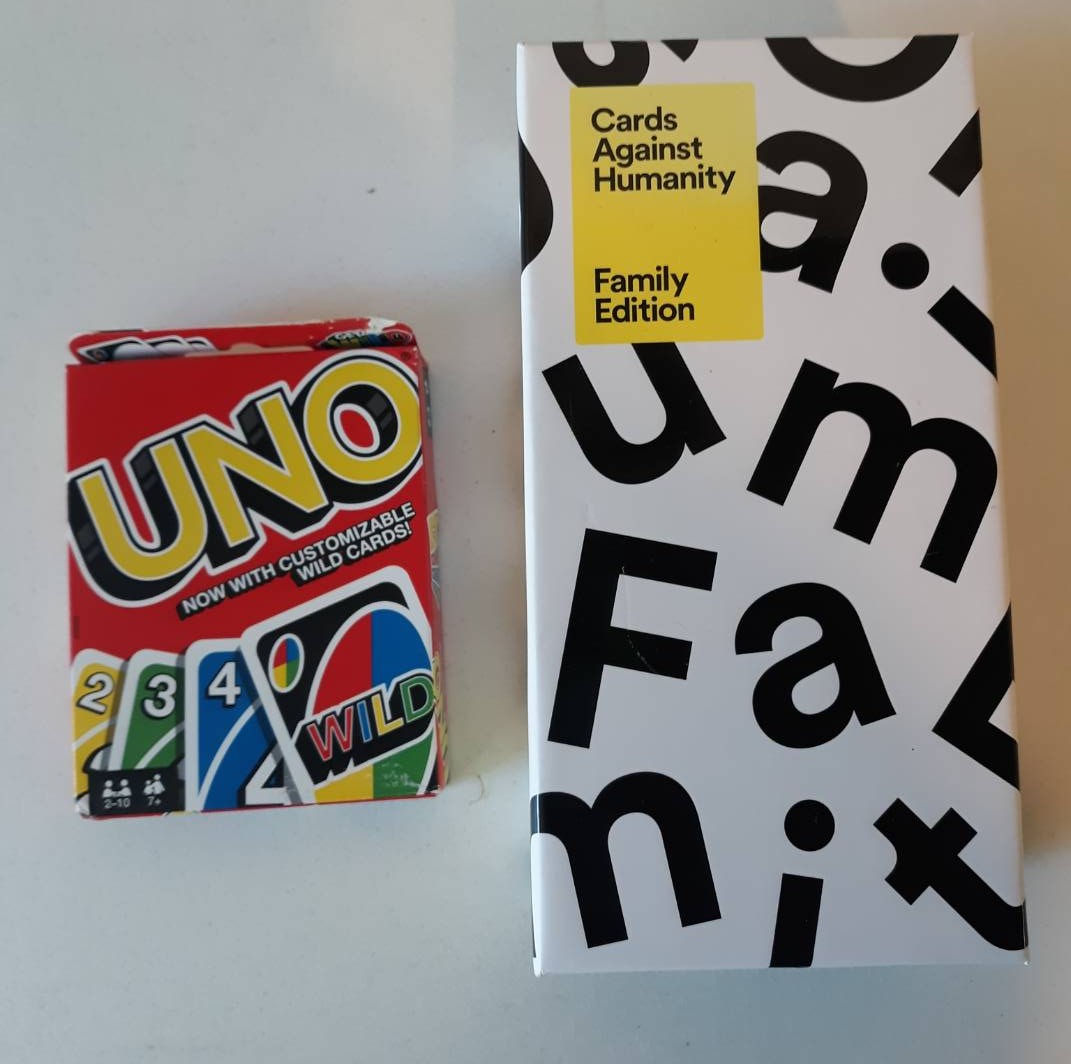 UNO
®
NOW WITH CUSTOMIZABLE
WILD CARDS!
2
3
4
WILD
2-10 7+
Cards
Against
Humanity
Family
Edition
a
i
u
m
F
a
m
i
t